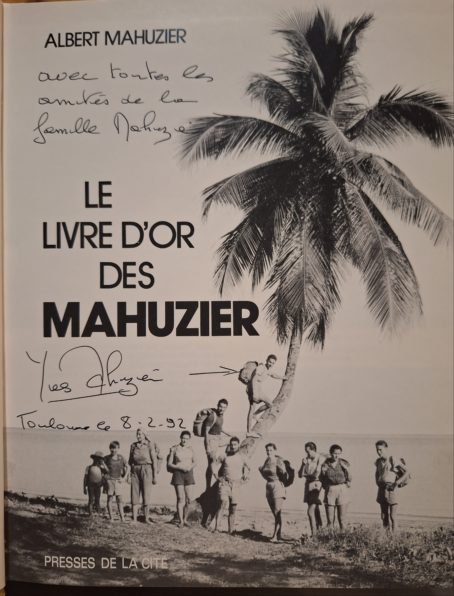 ALBERT MAHUZIER
avec toutes les
amitiés de la
famille Mahuzier
LE
LIVRE D'OR
DES
MAHUZIER
Yves Mahuzier
Toulouse le 8-2-92
PRESSES DE LA CITÉ